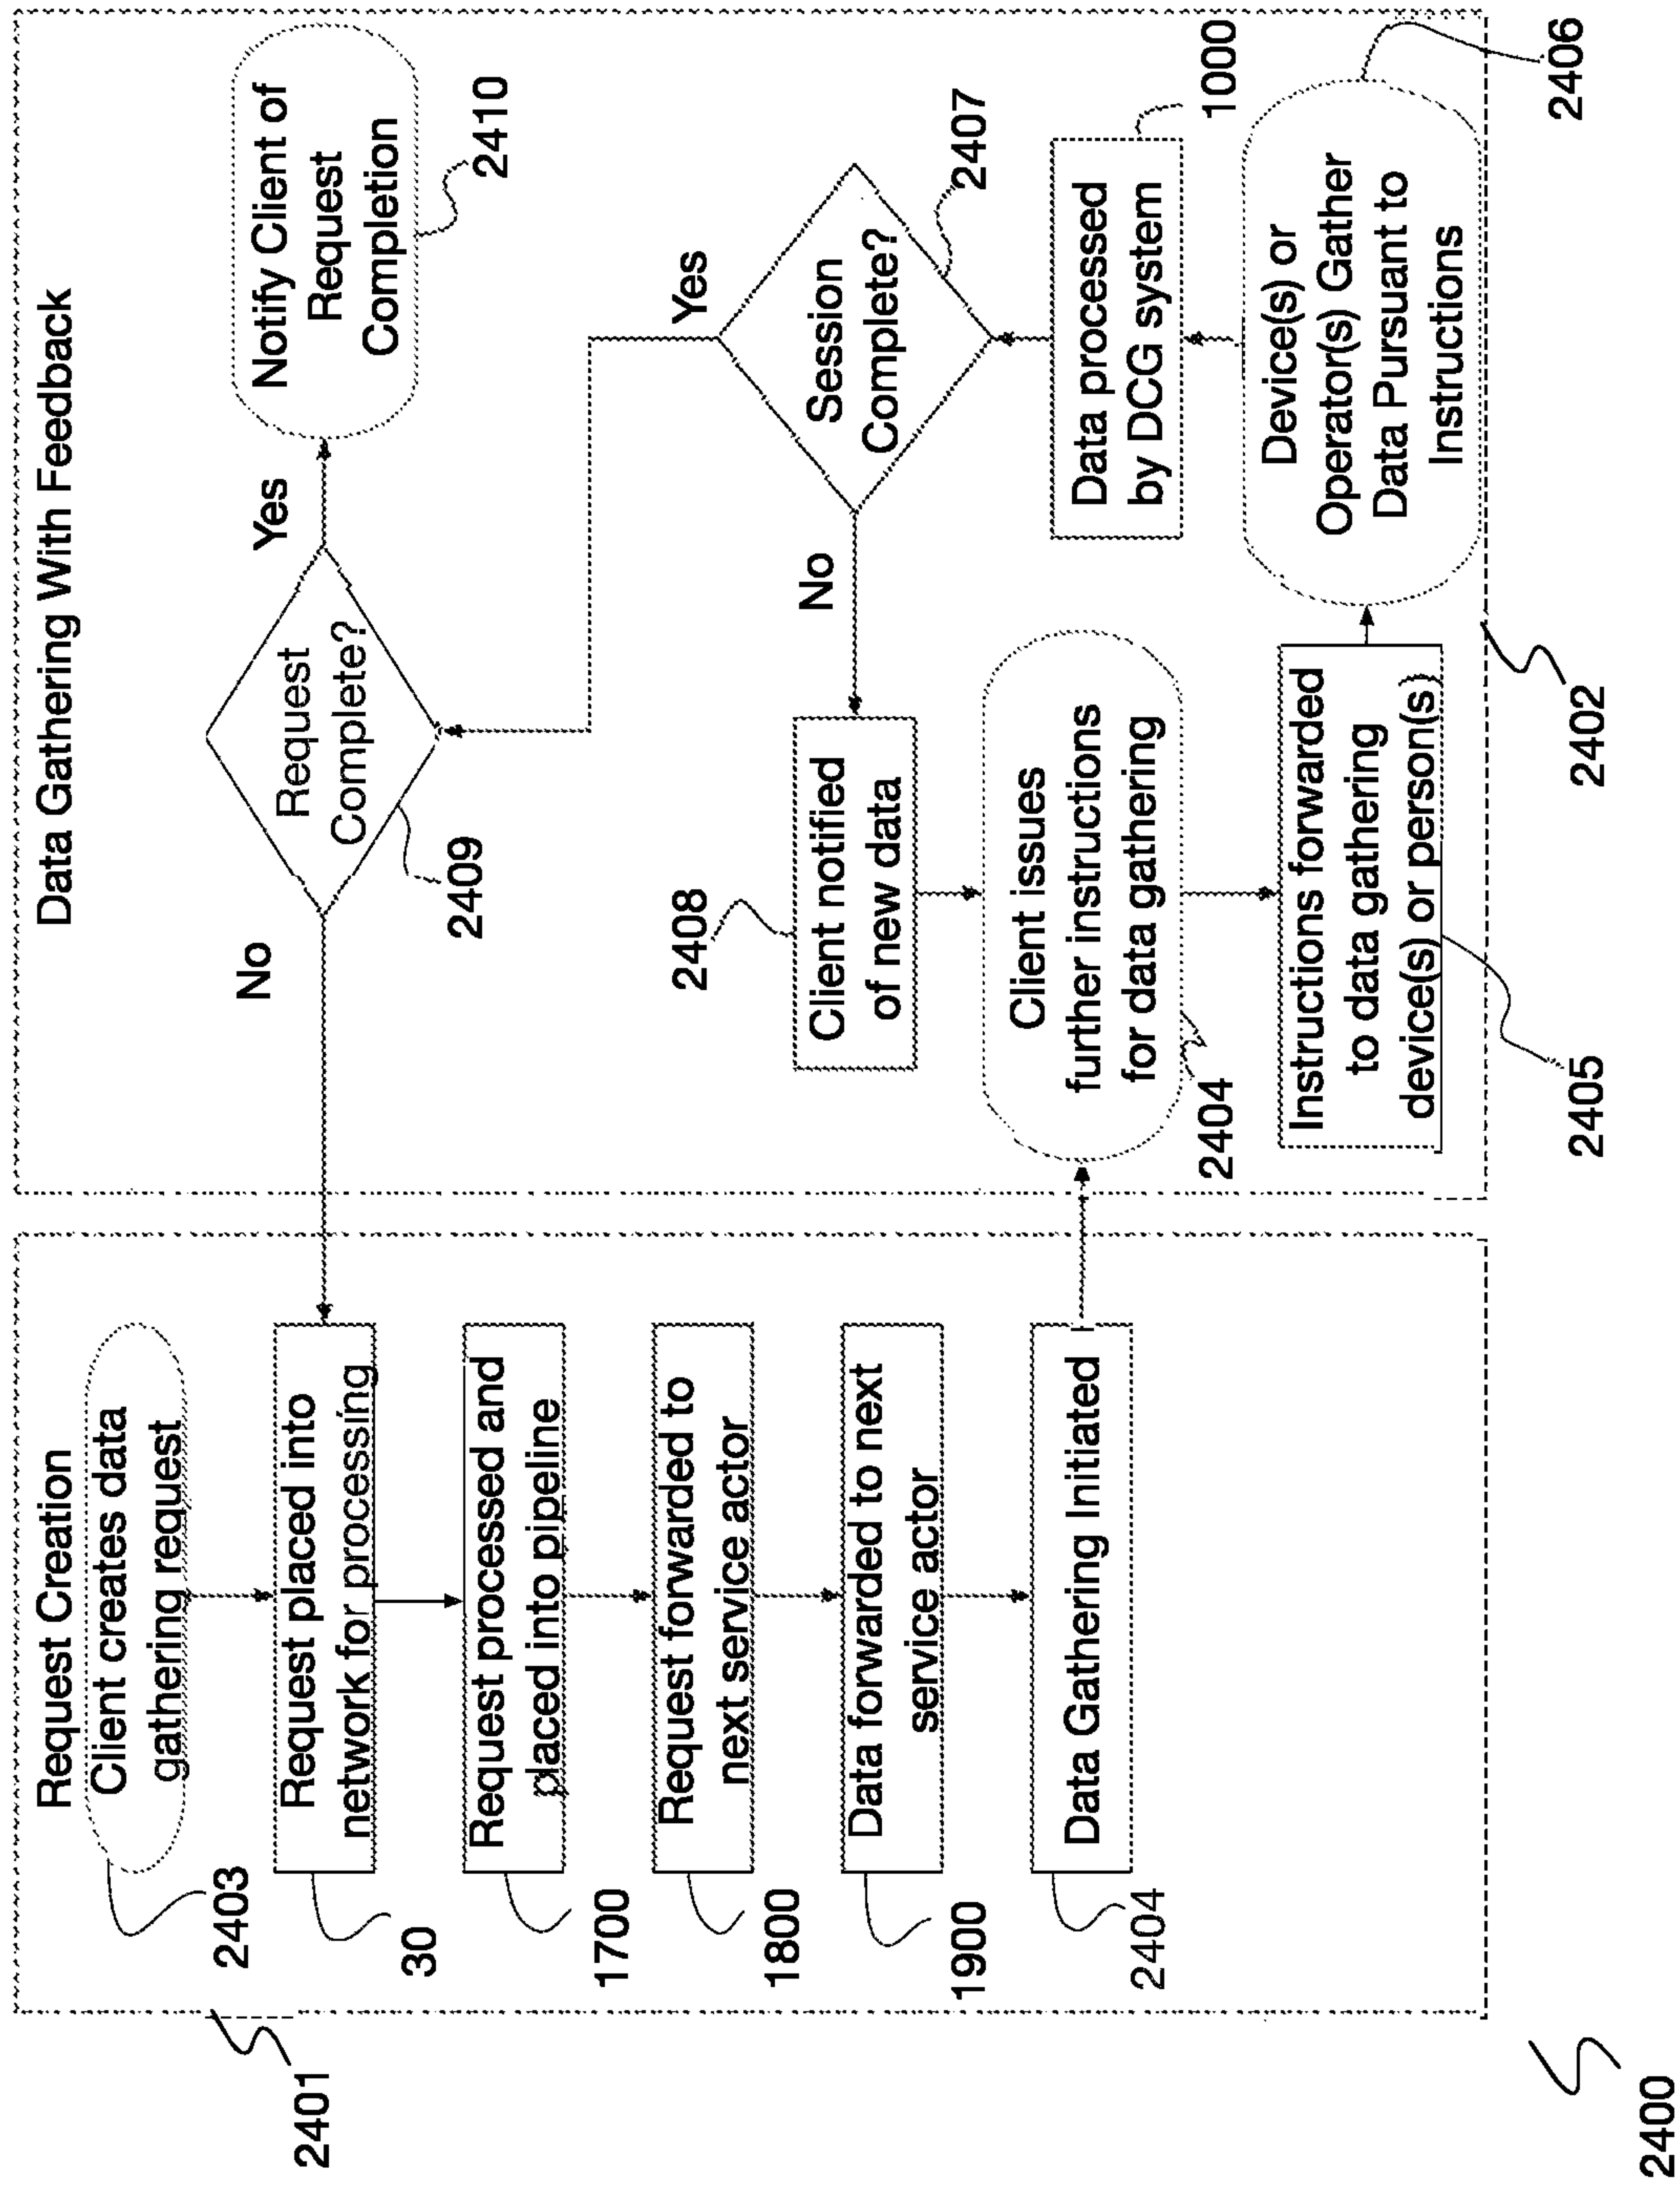 Request Creation
Client creates data
gathering request
2403
Request placed into
network for processing
30
Request processed and
placed into pipeline
1700
Request forwarded to
next service actor
1800
Data forwarded to next
service actor
1900
Data Gathering Initiated
2404
2401
Data Gathering With Feedback
Request
Complete?
2409
No
Yes
Notify Client of
Request
Completion
2410
Client notified
of new data
2408
No
Session
Complete?
Yes
2407
Client issues
further instructions
for data gathering
2404
Data processed
by DCG system
1000
Instructions forwarded
to data gathering
device(s) or person(s)
2405
Device(s) or
Operator(s) Gather
Data Pursuant to
Instructions
2406
2402
2400